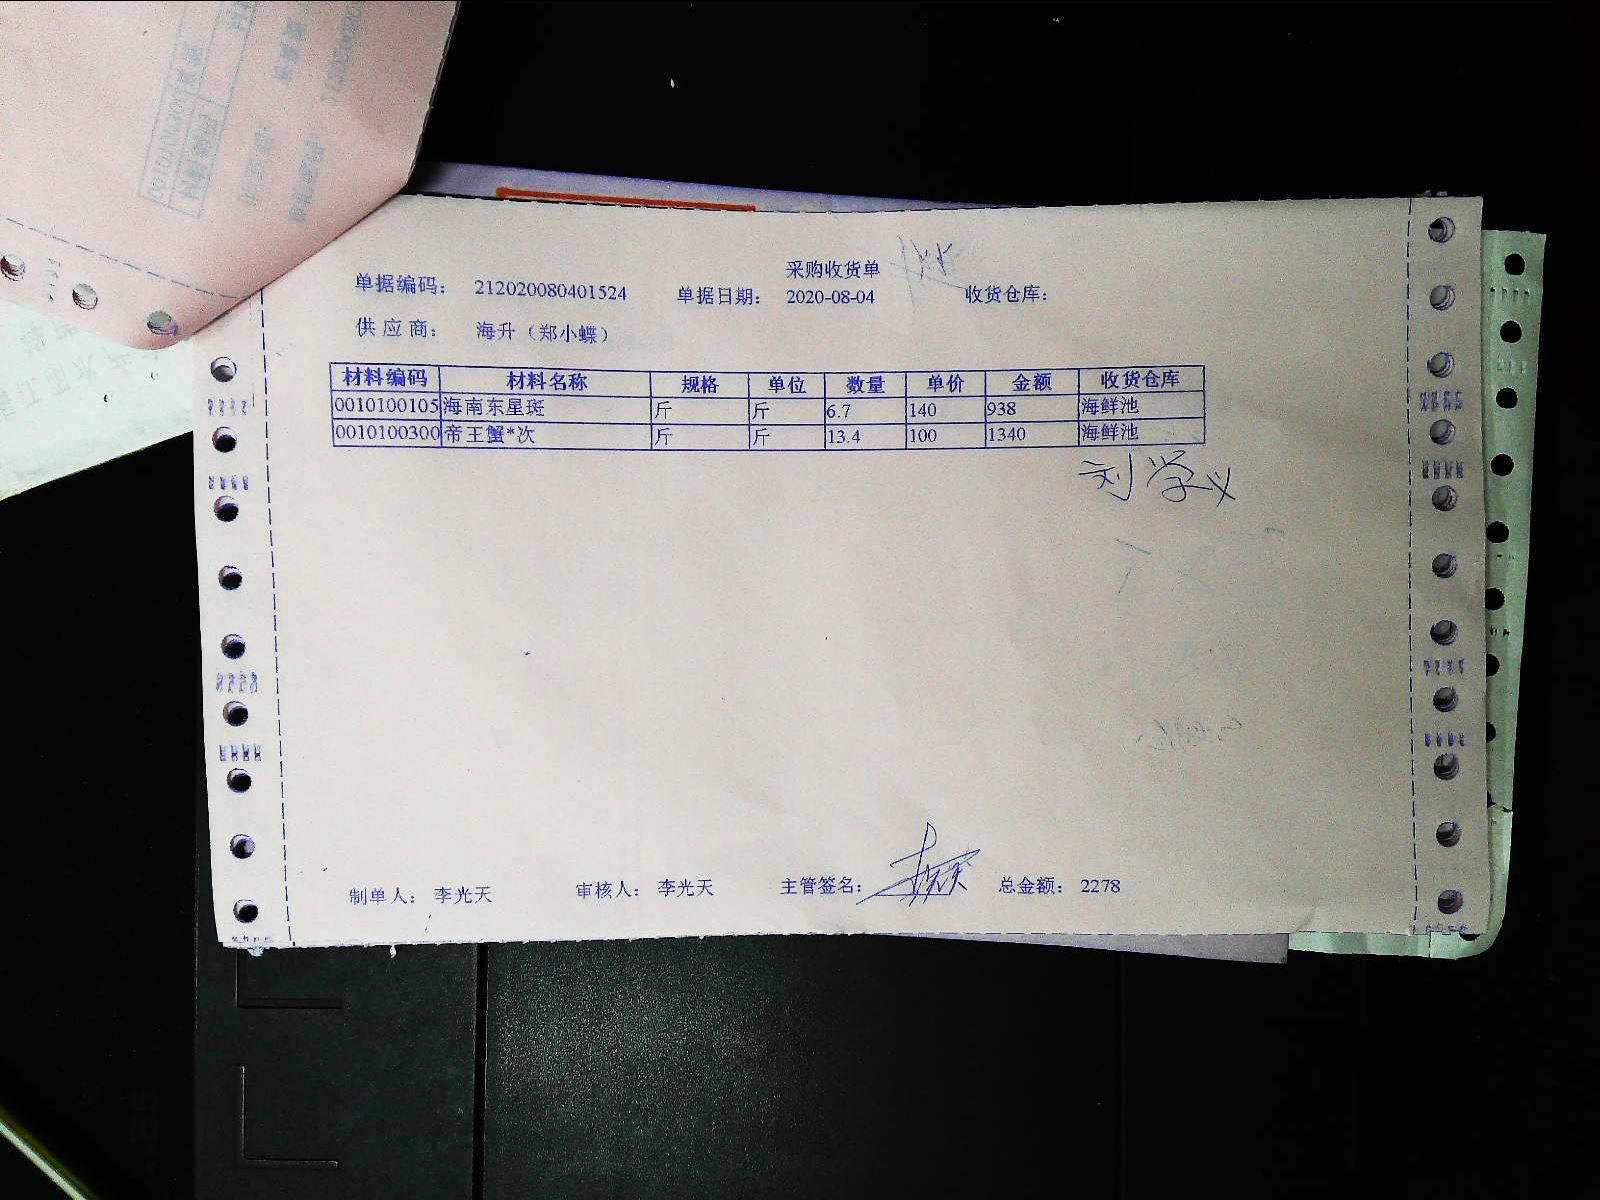 采购收货单
单据编码： 212020080401524 单据日期： 2020-08-04 收货仓库：
供 应 商： 海升（郑小蝶）
材料编码 材料名称 规格 单位 数量 单价 金额 收货仓库
0010100105 海南东星斑 斤 斤 6.7 140 938 海鲜池
0010100300 帝王蟹*次 斤 斤 13.4 100 1340 海鲜池
刘学义
制单人： 李光天 审核人： 李光天 主管签名： 总金额： 2278